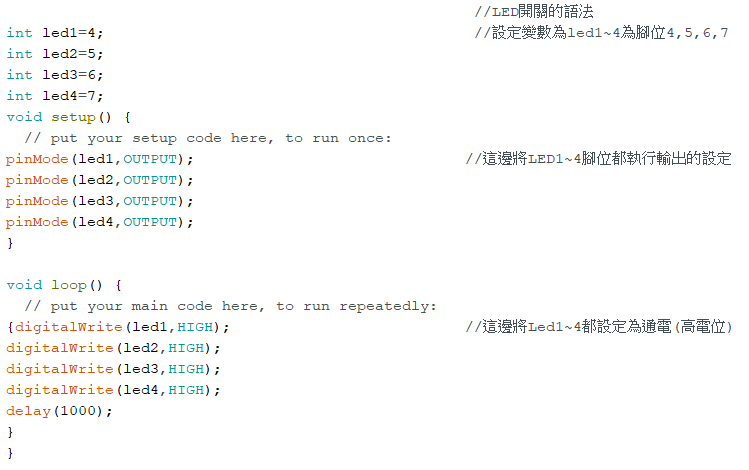 //LED開關的語法
int led1=4; //設定變數為led1~4為腳位4,5,6,7
int led2=5;
int led3=6;
int led4=7;
void setup() {
// put your setup code here, to run once:
pinMode(led1,OUTPUT); //這邊將LED1~4腳位都執行輸出的設定
pinMode(led2,OUTPUT);
pinMode(led3,OUTPUT);
pinMode(led4,OUTPUT);
}
void loop() {
// put your main code here, to run repeatedly:
{digitalWrite(led1,HIGH); //這邊將Led1~4都設定為通電(高電位)
digitalWrite(led2,HIGH);
digitalWrite(led3,HIGH);
digitalWrite(led4,HIGH);
delay(1000);
}
}